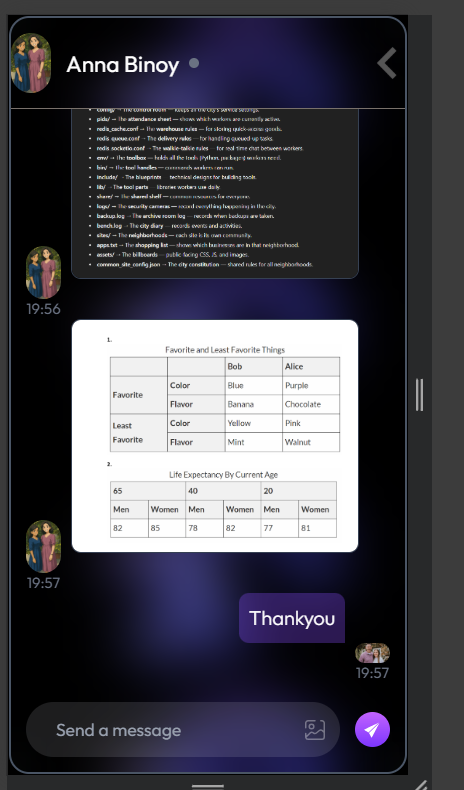 Anna Binoy
config/ → The control room — keeps all the city's service settings.
pids/ → The attendance sheet — shows which workers are currently active.
redis_cache.conf → The warehouse rules — for storing quick-access goods.
redis_queue.conf → The delivery rules — for handling queued-up tasks.
redis_socketio.conf → The walkie-talkie rules — for real-time chat between workers.
env/ → The toolbox — holds all the tools (Python, packages) workers need.
bin/ → The tool handles — commands workers can run.
include/ → The blueprints — technical designs for building tools.
lib/ → The tool parts — libraries workers use daily.
share/ → The shared shelf — common resources for everyone.
logs/ → The security cameras — record everything happening in the city.
backup.log → The archive room log — records when backups are taken.
bench.log → The city diary — records events and activities.
sites/ → The neighborhoods — each site is its own community.
apps.txt → The shopping list — shows which businesses are in that neighborhood.
assets/ → The billboards — public-facing CSS, JS, and images.
common_site_config.json → The city constitution — shared rules for all neighborhoods.
19:56
1.
Favorite and Least Favorite Things
Bob Alice
Favorite Color Blue Purple
Flavor Banana Chocolate
Least Favorite Color Yellow Pink
Flavor Mint Walnut
2.
Life Expectancy By Current Age
65 40 20
Men Women Men Women Men Women
82 85 78 82 77 81
19:57
Thankyou
19:57
Send a message